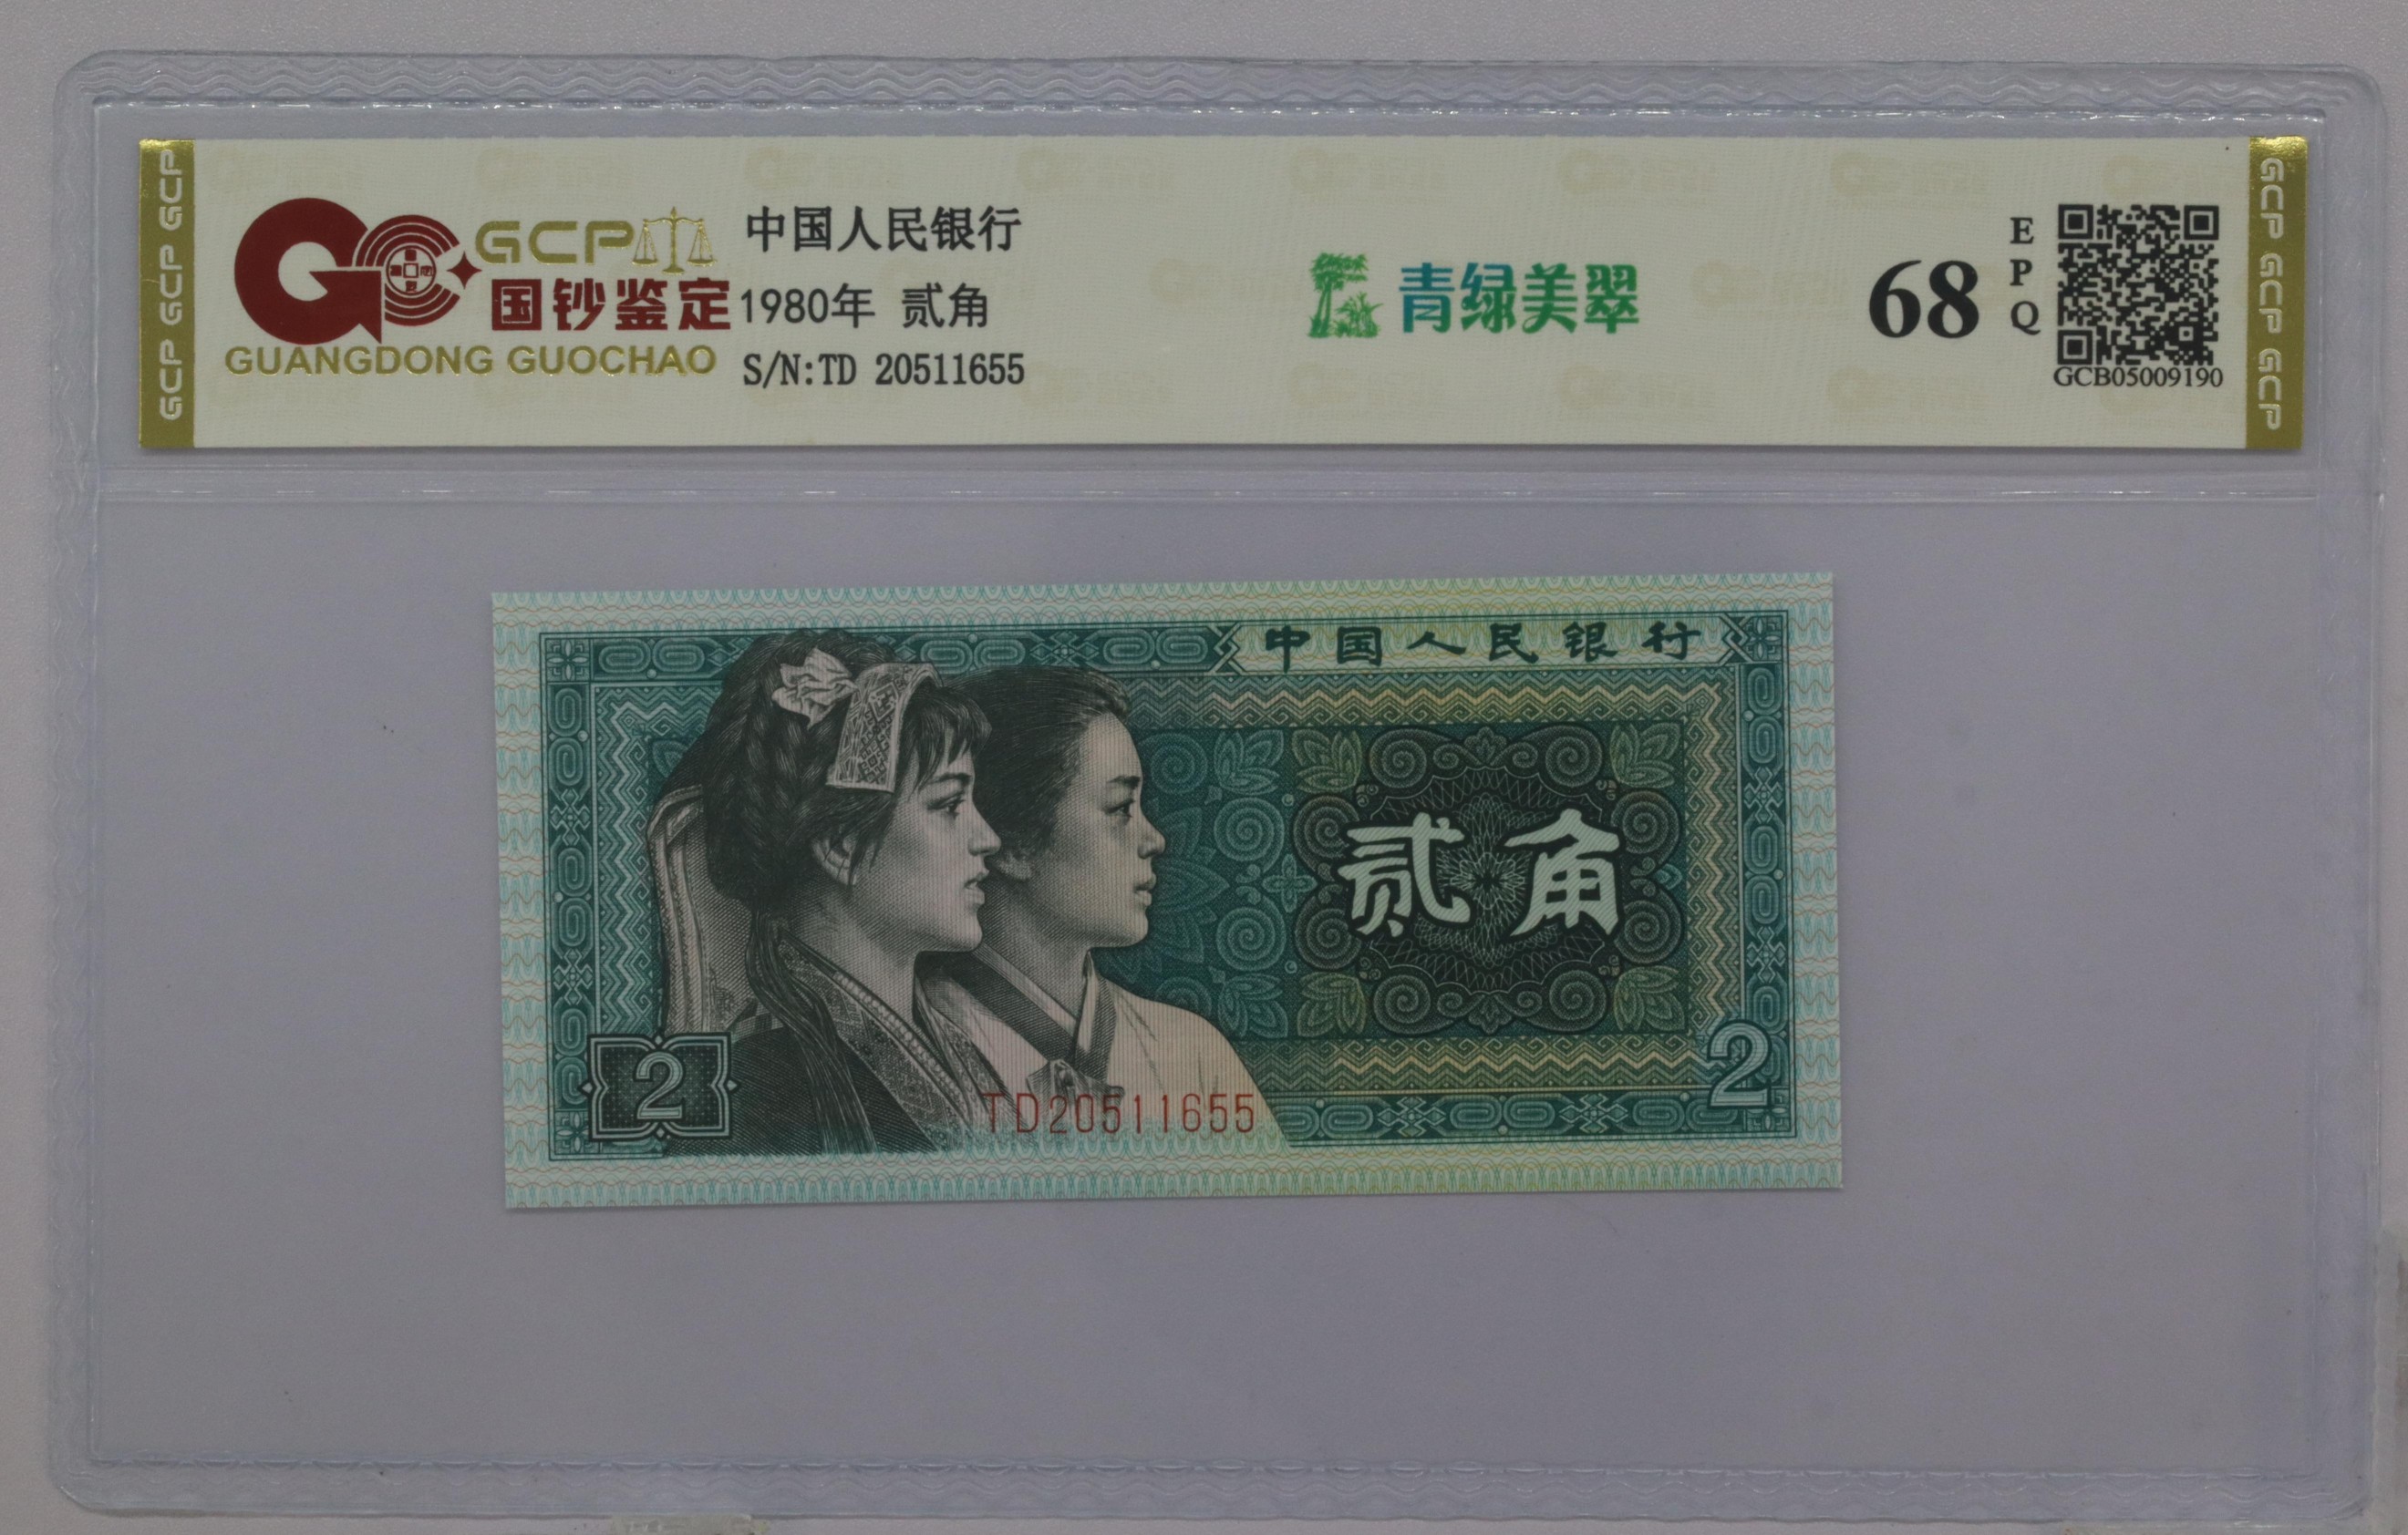 GCP GCP GCP
GCP
国钞鉴定
GUANGDONG GUOCHAO
中国人民银行
1980年 贰角
S/N:TD 20511655
青绿美翠
68
EPQ
GCB05009190
GCP GCP GCP
中国人民银行
贰角
2
TD20511655
2